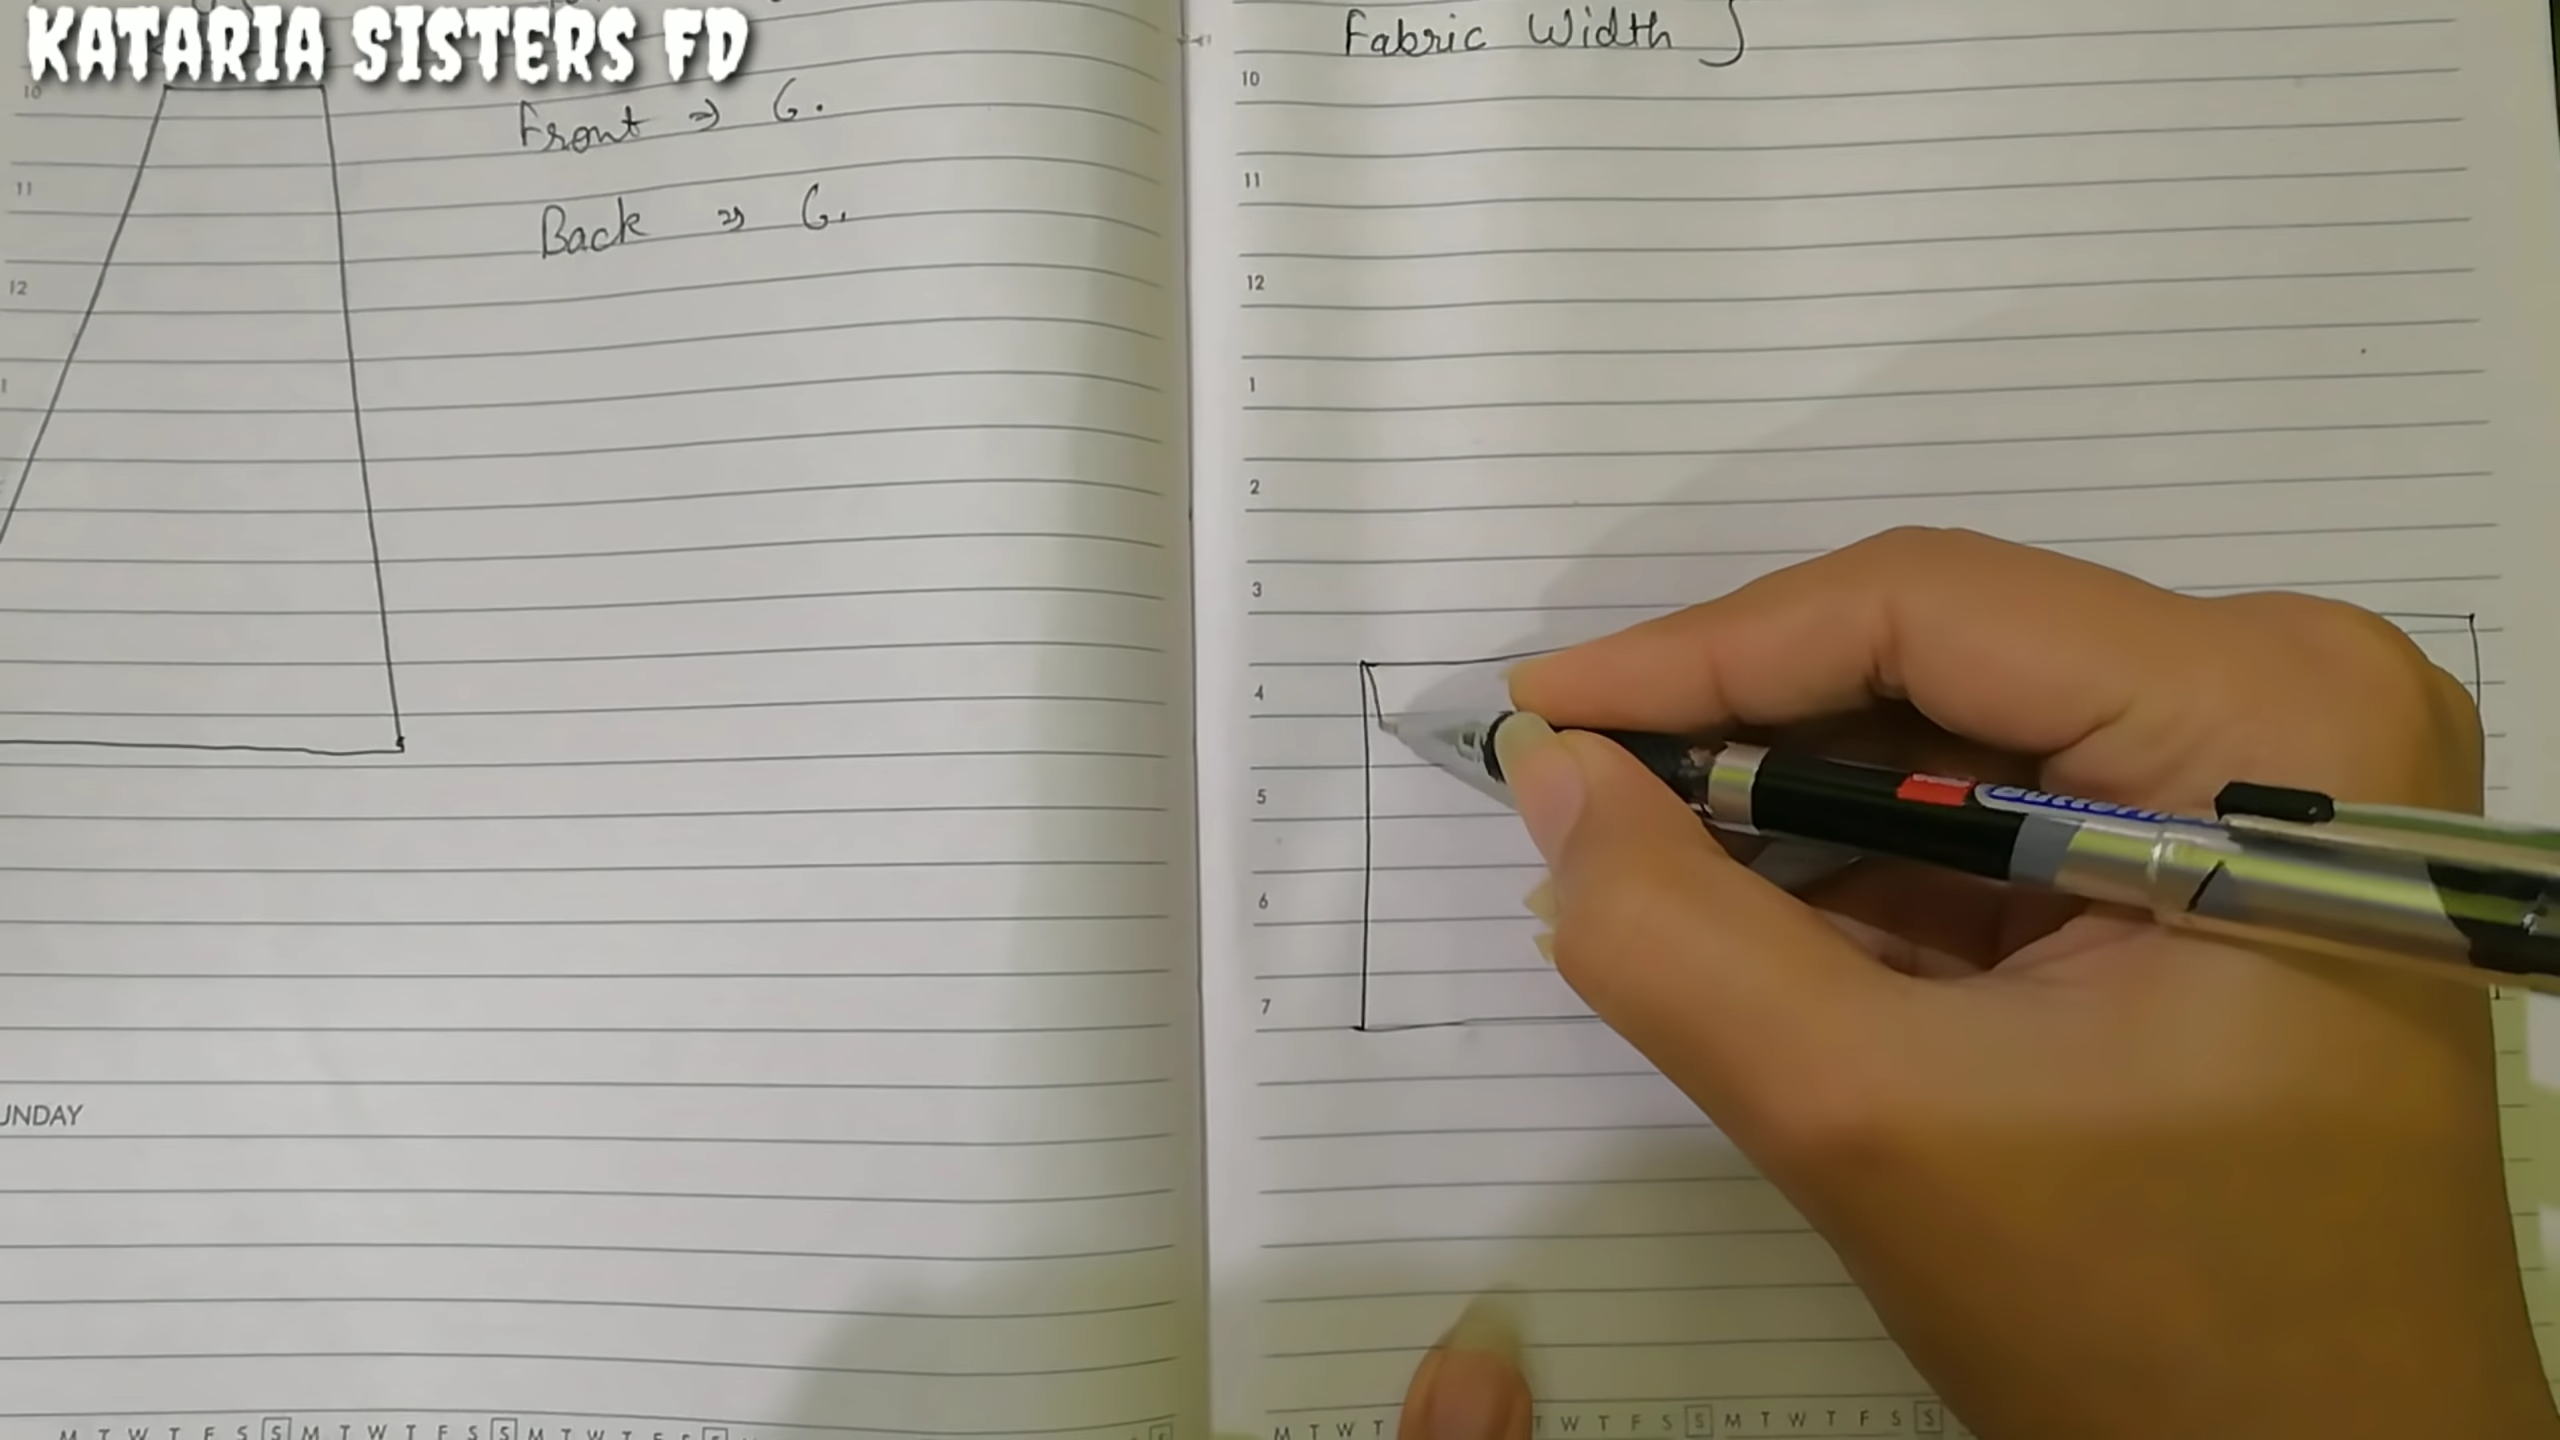 KATARIA SISTERS FD
10
Front ⇒ 6.
11
Back ⇒ 6.
12
1
UNDAY
M T W T F S S M T W T F S S M T W T F S S
Fabric Width }
10
11
12
1
2
3
4
5
6
7
M T W T T W T F S S M T W T F S S